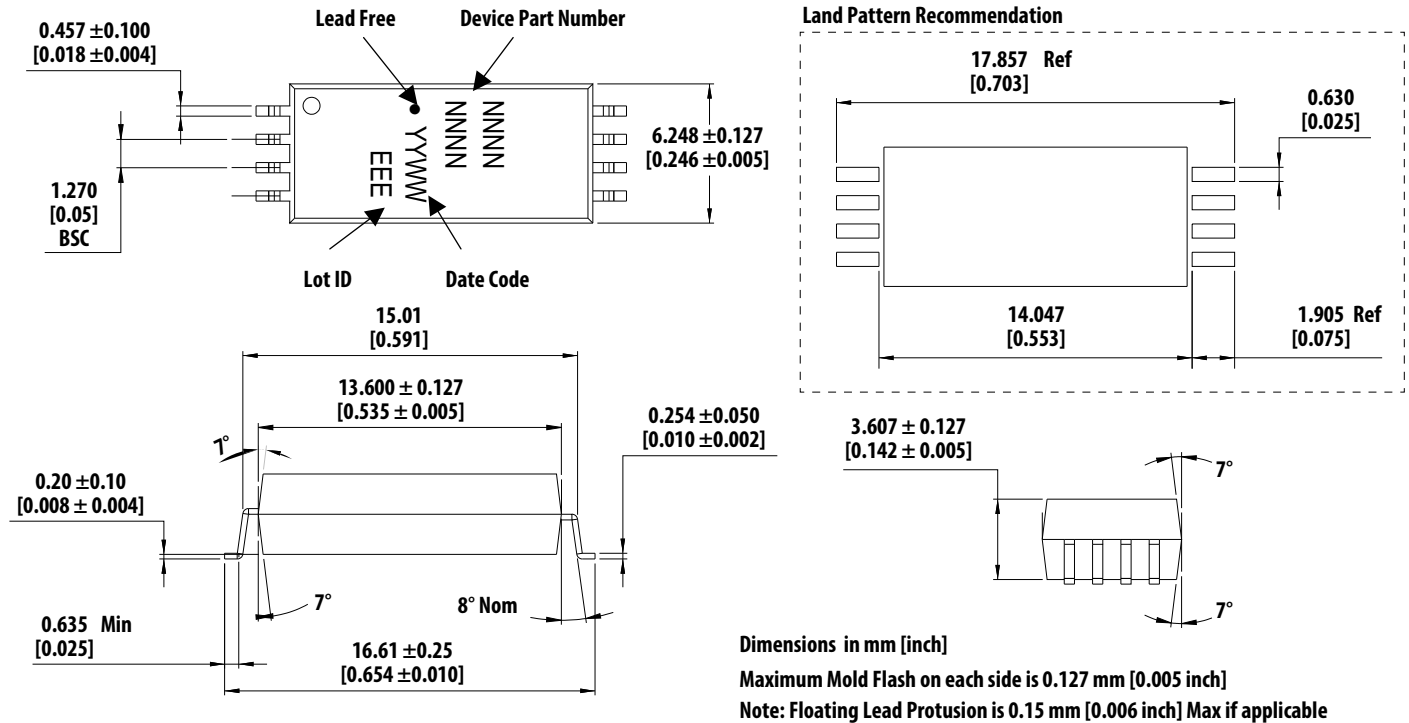 Lead Free
Device Part Number
0.457 ±0.100
[0.018 ±0.004]
NNNN
NNNN
YYWW
EEE
6.248 ±0.127
[0.246 ±0.005]
1.270
[0.05]
BSC
Lot ID
Date Code
Land Pattern Recommendation
17.857 Ref
[0.703]
0.630
[0.025]
14.047
[0.553]
1.905 Ref
[0.075]
15.01
[0.591]
13.600 ± 0.127
[0.535 ± 0.005]
0.254 ±0.050
[0.010 ±0.002]
7°
0.20 ±0.10
[0.008 ± 0.004]
7°
8° Nom
0.635 Min
[0.025]
16.61 ±0.25
[0.654 ±0.010]
3.607 ± 0.127
[0.142 ± 0.005]
7°
7°
Dimensions in mm [inch]
Maximum Mold Flash on each side is 0.127 mm [0.005 inch]
Note: Floating Lead Protusion is 0.15 mm [0.006 inch] Max if applicable